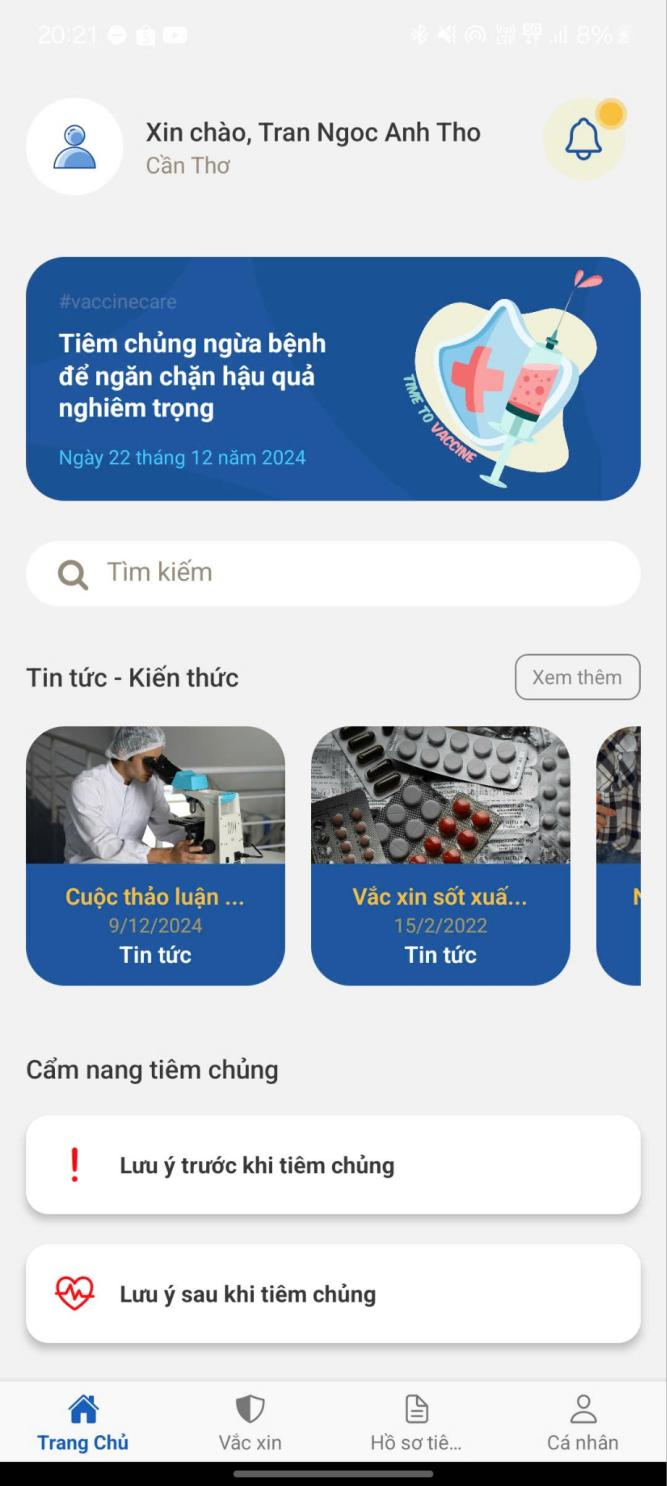 20:21
8%
Xin chào, Tran Ngoc Anh Tho
Cần Thơ
#vaccinecare
Tiêm chủng ngừa bệnh
để ngăn chặn hậu quả
nghiêm trọng
Ngày 22 tháng 12 năm 2024
TIME TO VACCINE
Tìm kiếm
Tin tức - Kiến thức
Xem thêm
Cuộc thảo luận ...
9/12/2024
Tin tức
Vắc xin sốt xuấ...
15/2/2022
Tin tức
Cẩm nang tiêm chủng
Lưu ý trước khi tiêm chủng
Lưu ý sau khi tiêm chủng
Trang Chủ
Vắc xin
Hồ sơ tiê...
Cá nhân